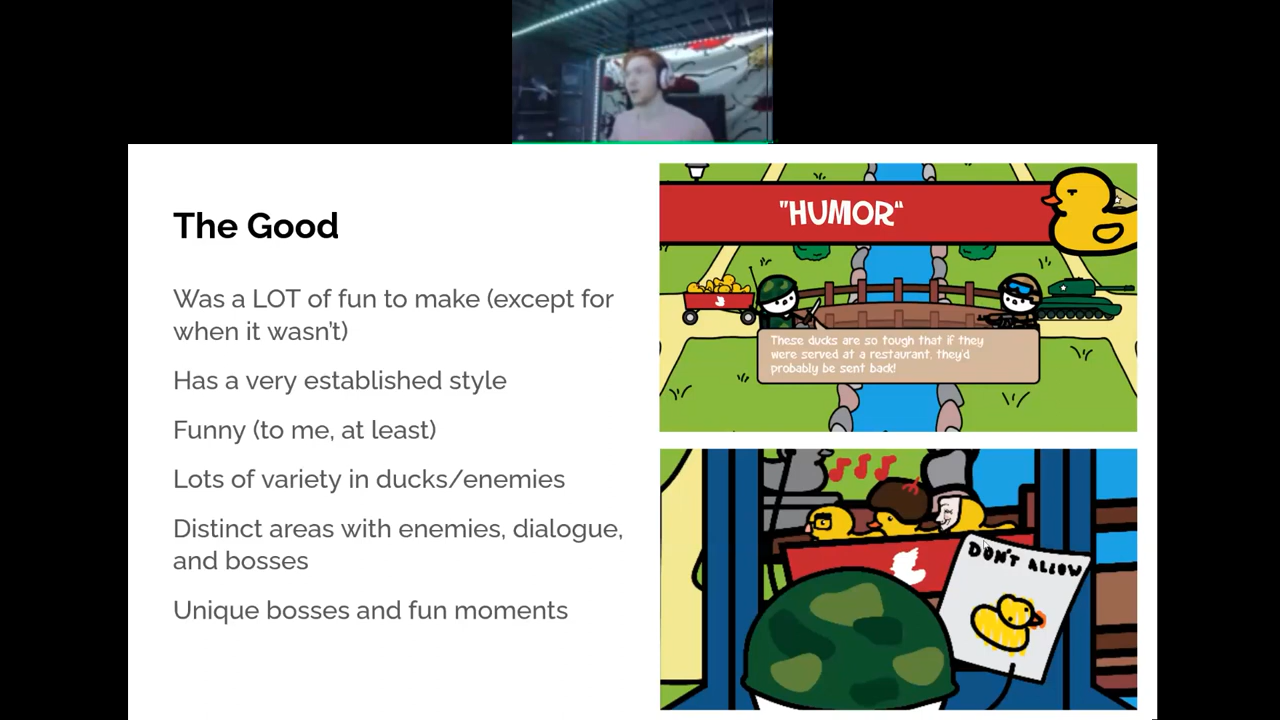 The Good
Was a LOT of fun to make (except for
when it wasn't)
Has a very established style
Funny (to me, at least)
Lots of variety in ducks/enemies
Distinct areas with enemies, dialogue,
and bosses
Unique bosses and fun moments
"HUMOR"
These ducks are so tough that if they
were served at a restaurant, they'd
probably be sent back!
DON'T ALLOW